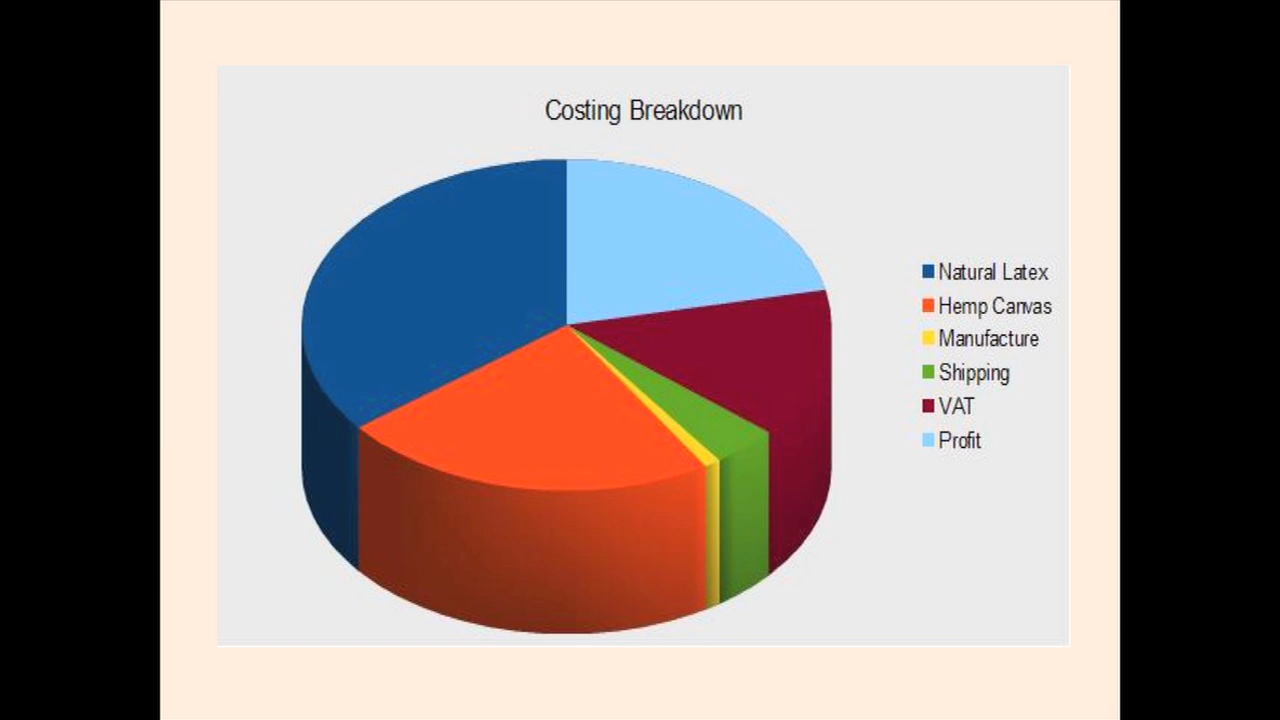 Costing Breakdown
Natural Latex
Hemp Canvas
Manufacture
Shipping
VAT
Profit